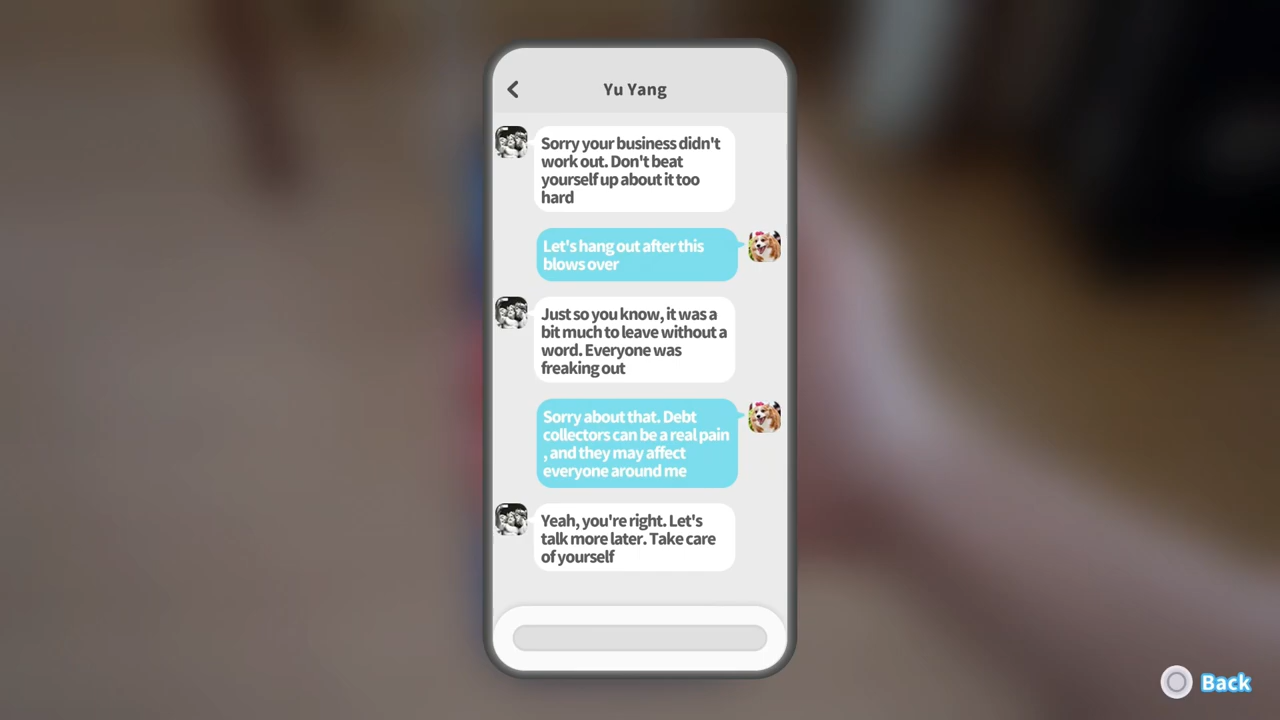 Yu Yang
Sorry your business didn't
work out. Don't beat
yourself up about it too
hard
Let's hang out after this
blows over
Just so you know, it was a
bit much to leave without a
word. Everyone was
freaking out
Sorry about that. Debt
collectors can be a real pain
, and they may affect
everyone around me
Yeah, you're right. Let's
talk more later. Take care
of yourself
Back